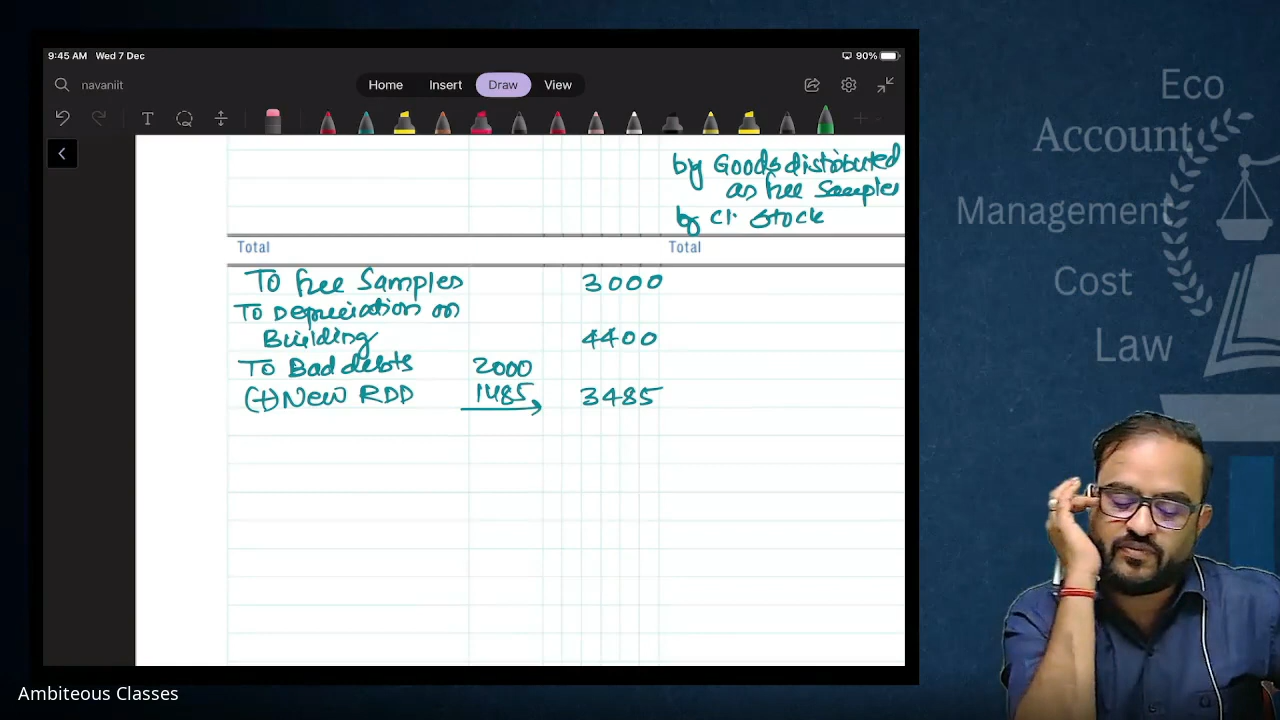 9:45 AM Wed 7 Dec
90%
navaniit
Home Insert Draw View
by Goods distributed
as free Samples
by Cl. Stock
Total Total
To free Samples 3000
To Depreciation on
Building 4400
To Bad debts 2000
(+) New RDD 1485 3485
Eco
Account
Management
Cost
Law
Ambiteous Classes